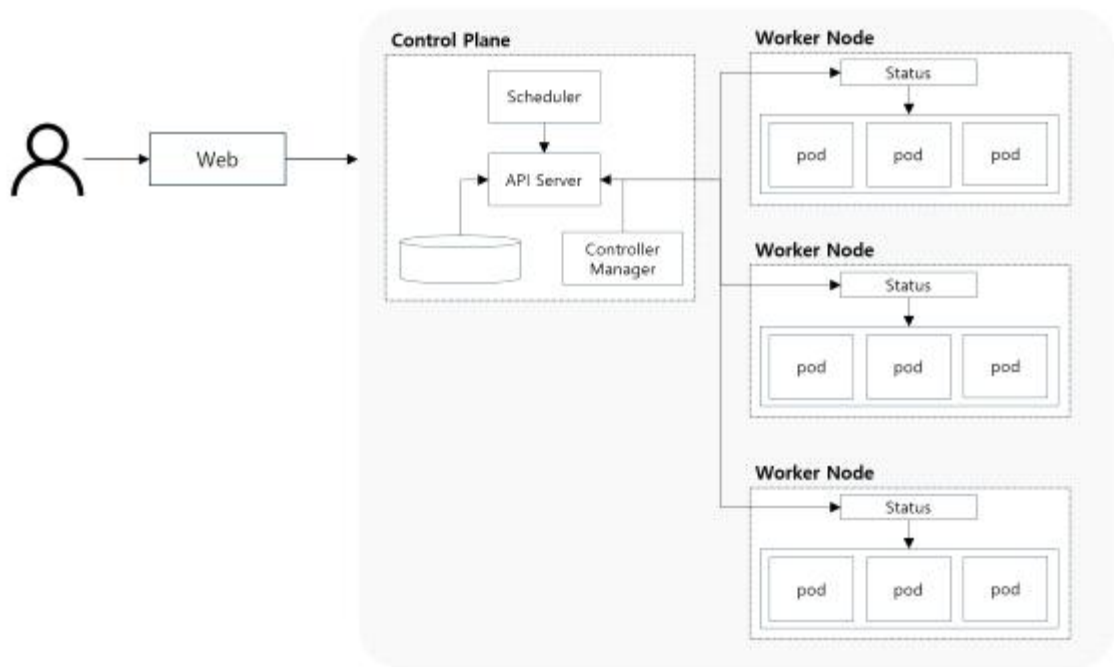 Control Plane
Worker Node
Scheduler
Status
Web
API Server
pod
pod
pod
Controller
Manager
Worker Node
Status
pod
pod
pod
Worker Node
Status
pod
pod
pod